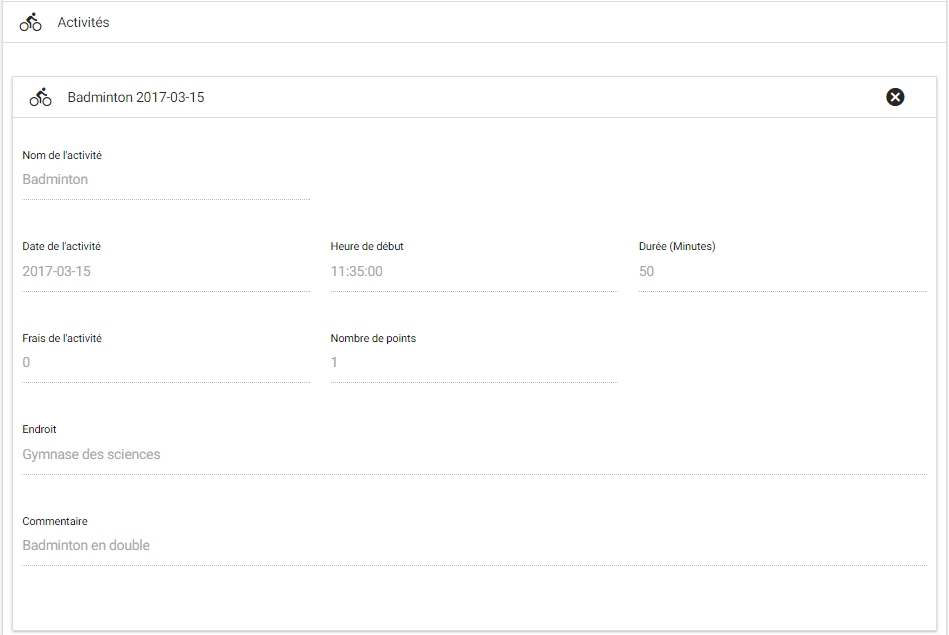 Activités
Badminton 2017-03-15
Nom de l'activité
Badminton
Date de l'activité Heure de début Durée (Minutes)
2017-03-15 11:35:00 50
Frais de l'activité Nombre de points
0 1
Endroit
Gymnase des sciences
Commentaire
Badminton en double